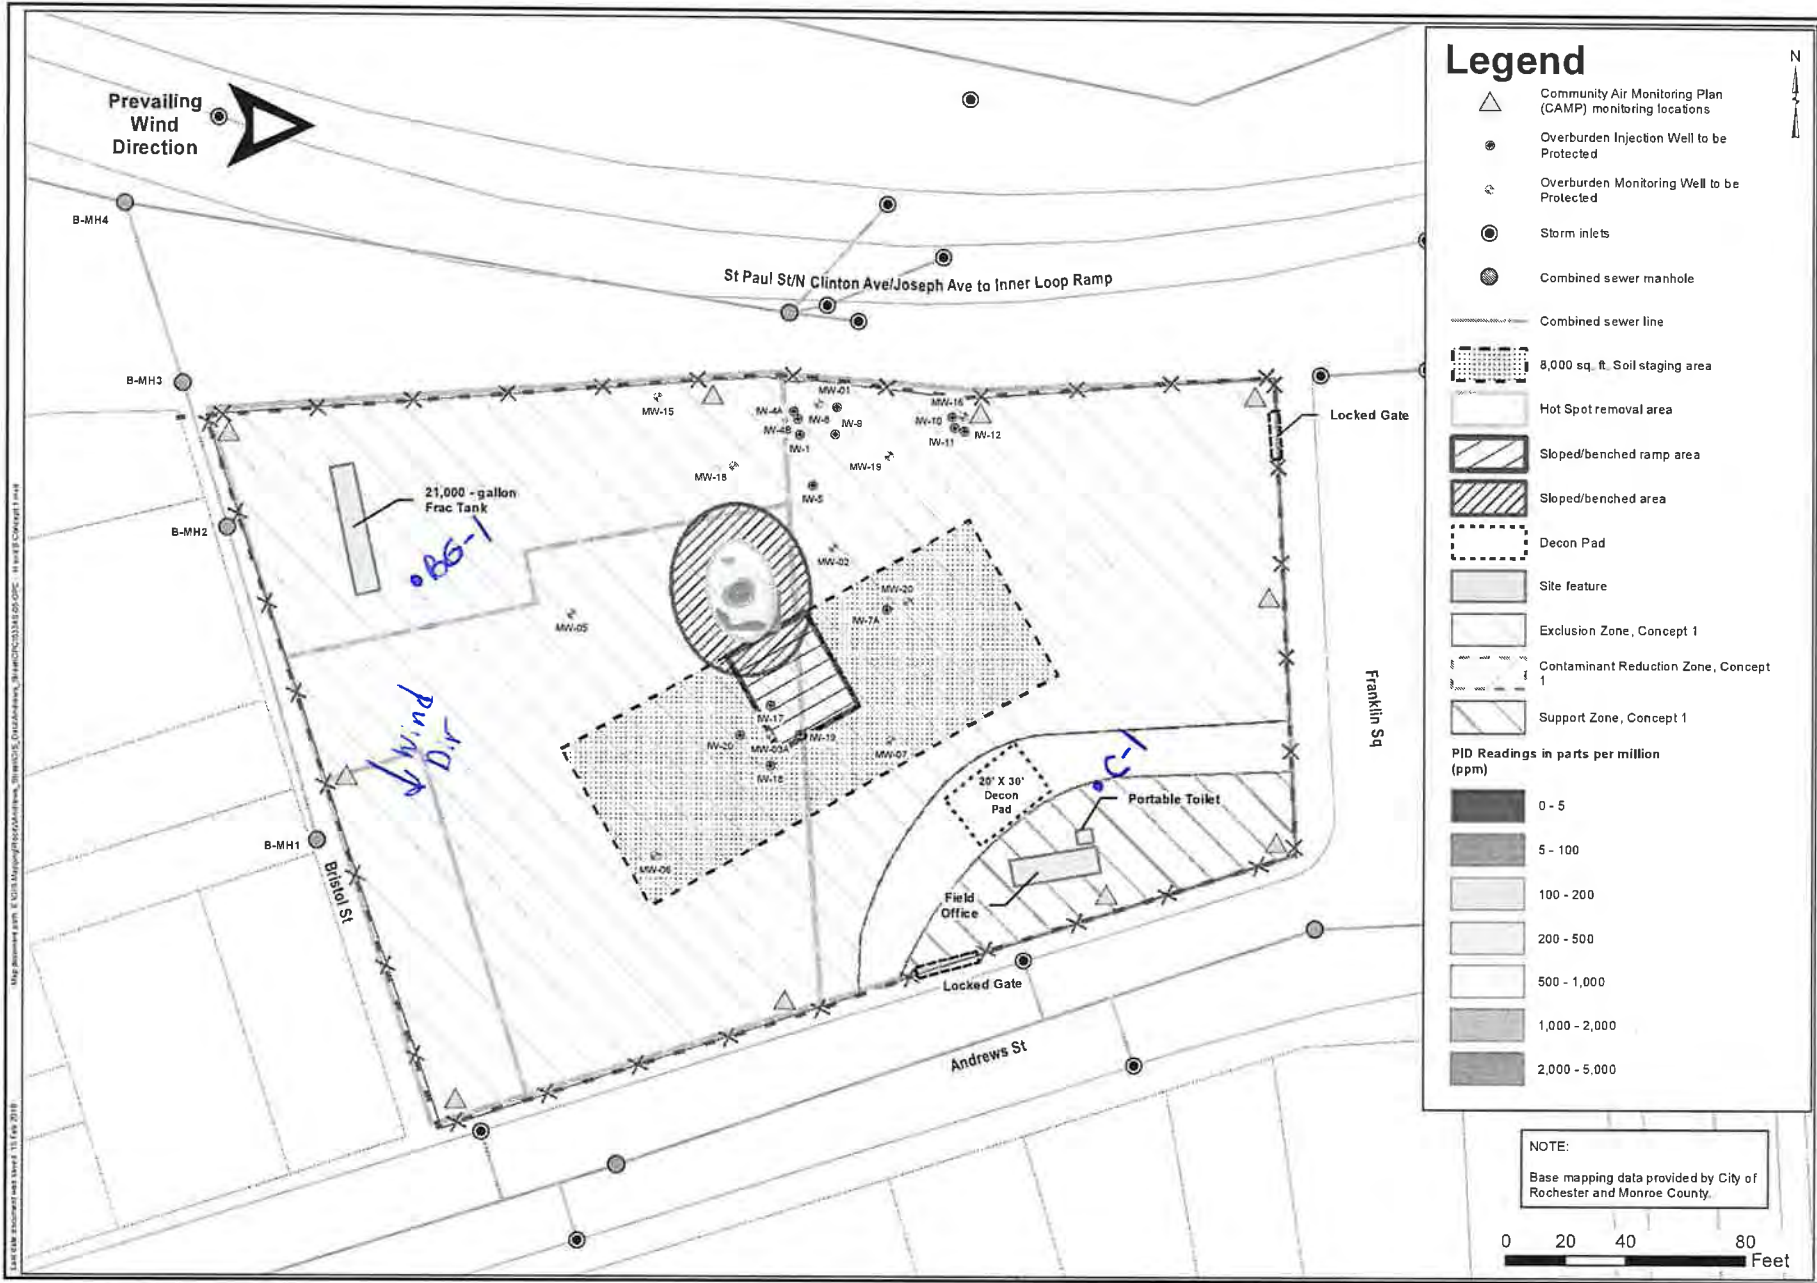 Prevailing
Wind
Direction
B-MH4
St Paul St/N Clinton Ave/Joseph Ave to Inner Loop Ramp
B-MH3
MW-15
MW-01
IW-4A
IW-8
IW-4B
IW-9
IW-1
MW-16
IW-10
IW-11
IW-12
Locked Gate
MW-18
MW-19
IW-5
21,000 - gallon
Frac Tank
B-MH2
BG-1
MW-02
MW-20
IW-7A
MW-05
Wind
Dir
IW-17
IW-20
MW-03A
IW-19
IW-18
MW-07
C-1
20' X 30'
Decon
Pad
Portable Toilet
Franklin Sq
B-MH1
Bristol St
MW-06
Field
Office
Locked Gate
Andrews St
Legend
N
Community Air Monitoring Plan
(CAMP) monitoring locations
Overburden Injection Well to be
Protected
Overburden Monitoring Well to be
Protected
Storm inlets
Combined sewer manhole
Combined sewer line
8,000 sq. ft. Soil staging area
Hot Spot removal area
Sloped/benched ramp area
Sloped/benched area
Decon Pad
Site feature
Exclusion Zone, Concept 1
Contaminant Reduction Zone, Concept
1
Support Zone, Concept 1
PID Readings in parts per million
(ppm)
0 - 5
5 - 100
100 - 200
200 - 500
500 - 1,000
1,000 - 2,000
2,000 - 5,000
NOTE:
Base mapping data provided by City of
Rochester and Monroe County.
0 20 40 80
Feet